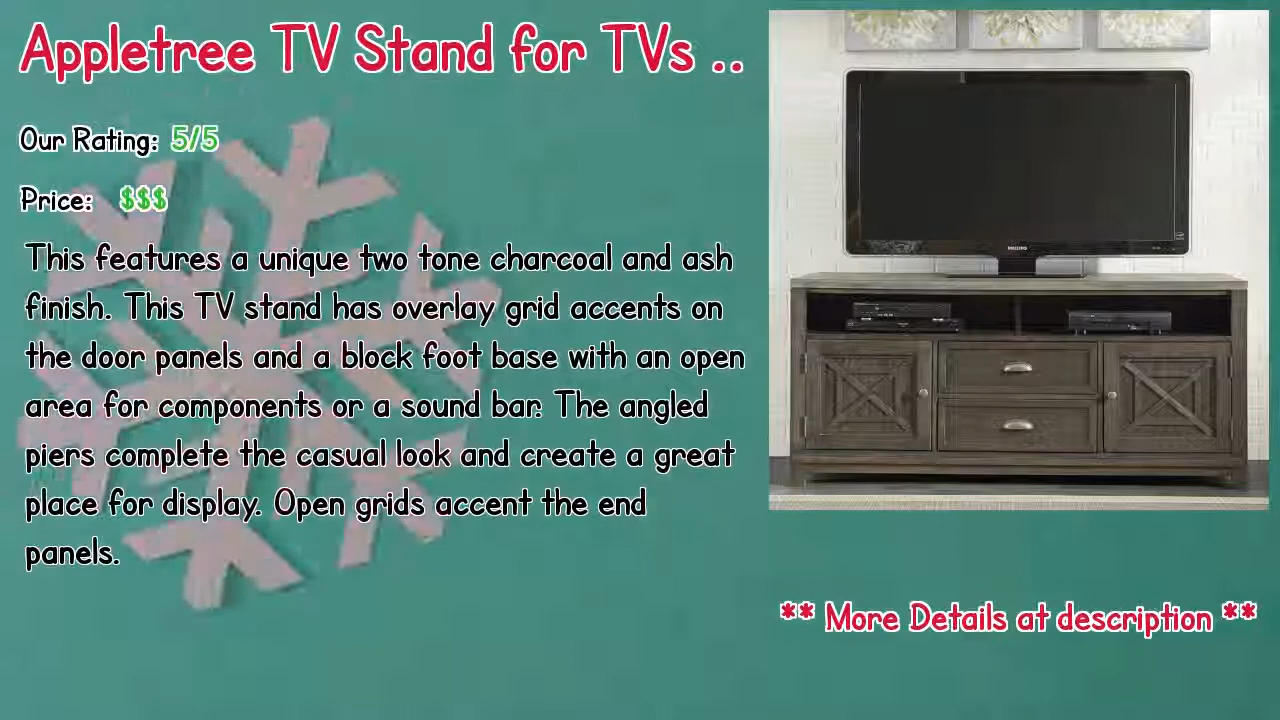 Appletree TV Stand for TVs ..
Our Rating: 5/5
Price: $$$
This features a unique two tone charcoal and ash
finish. This TV stand has overlay grid accents on
the door panels and a block foot base with an open
area for components or a sound bar. The angled
piers complete the casual look and create a great
place for display. Open grids accent the end
panels.
PHILIPS
** More Details at description **